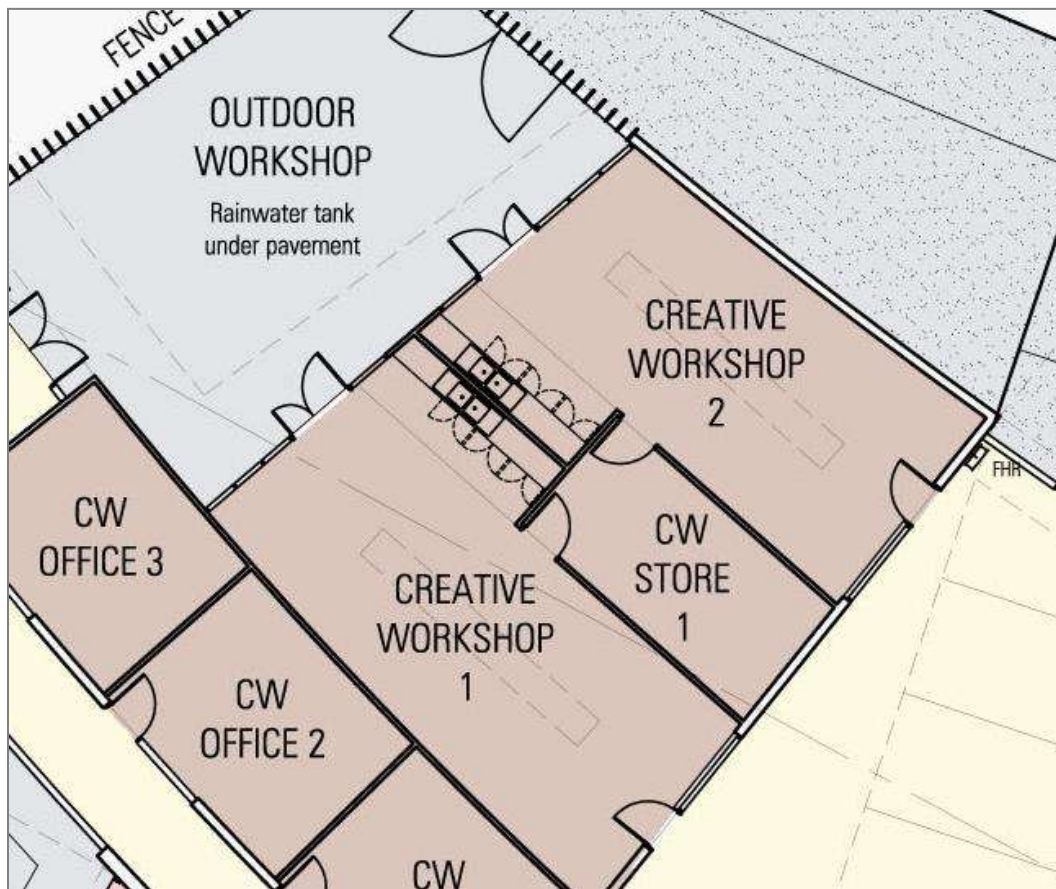 FENCE
OUTDOOR
WORKSHOP
Rainwater tank
under pavement
CREATIVE
WORKSHOP
2
FHR
CW
OFFICE 3
CW
STORE
1
CREATIVE
WORKSHOP
1
CW
OFFICE 2
CW